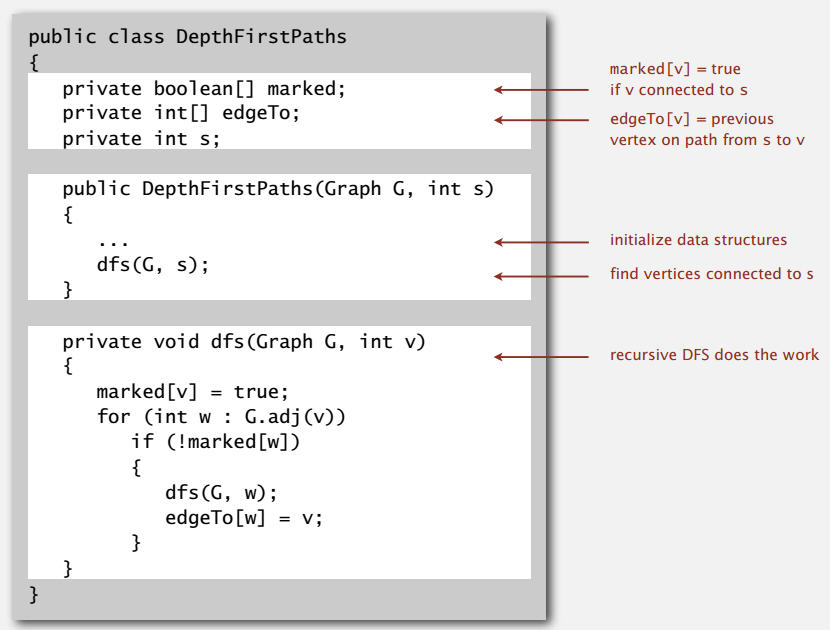 public class DepthFirstPaths
{
private boolean[] marked;
private int[] edgeTo;
private int s;
public DepthFirstPaths(Graph G, int s)
{
...
dfs(G, s);
}
private void dfs(Graph G, int v)
{
marked[v] = true;
for (int w : G.adj(v))
if (!marked[w])
{
dfs(G, w);
edgeTo[w] = v;
}
}
}
marked[v] = true
if v connected to s
edgeTo[v] = previous
vertex on path from s to v
initialize data structures
find vertices connected to s
recursive DFS does the work